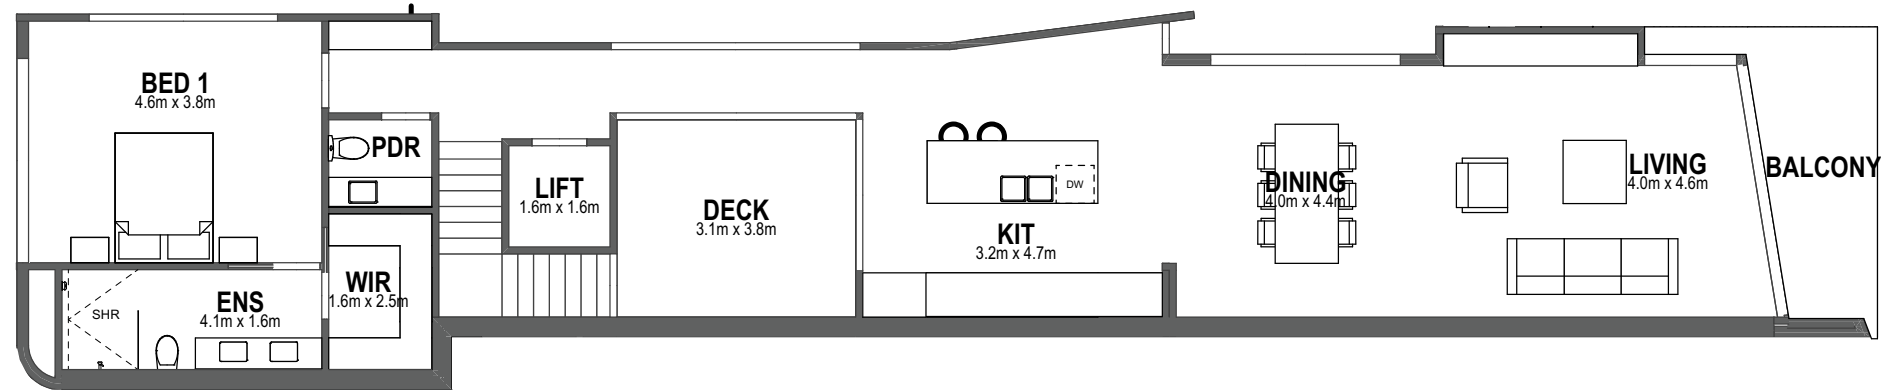 BED 1
4.6m x 3.8m
PDR
LIFT
1.6m x 1.6m
DECK
3.1m x 3.8m
DW
KIT
3.2m x 4.7m
DINING
4.0m x 4.4m
LIVING
4.0m x 4.6m
BALCONY
WIR
1.6m x 2.5m
ENS
4.1m x 1.6m
SHR